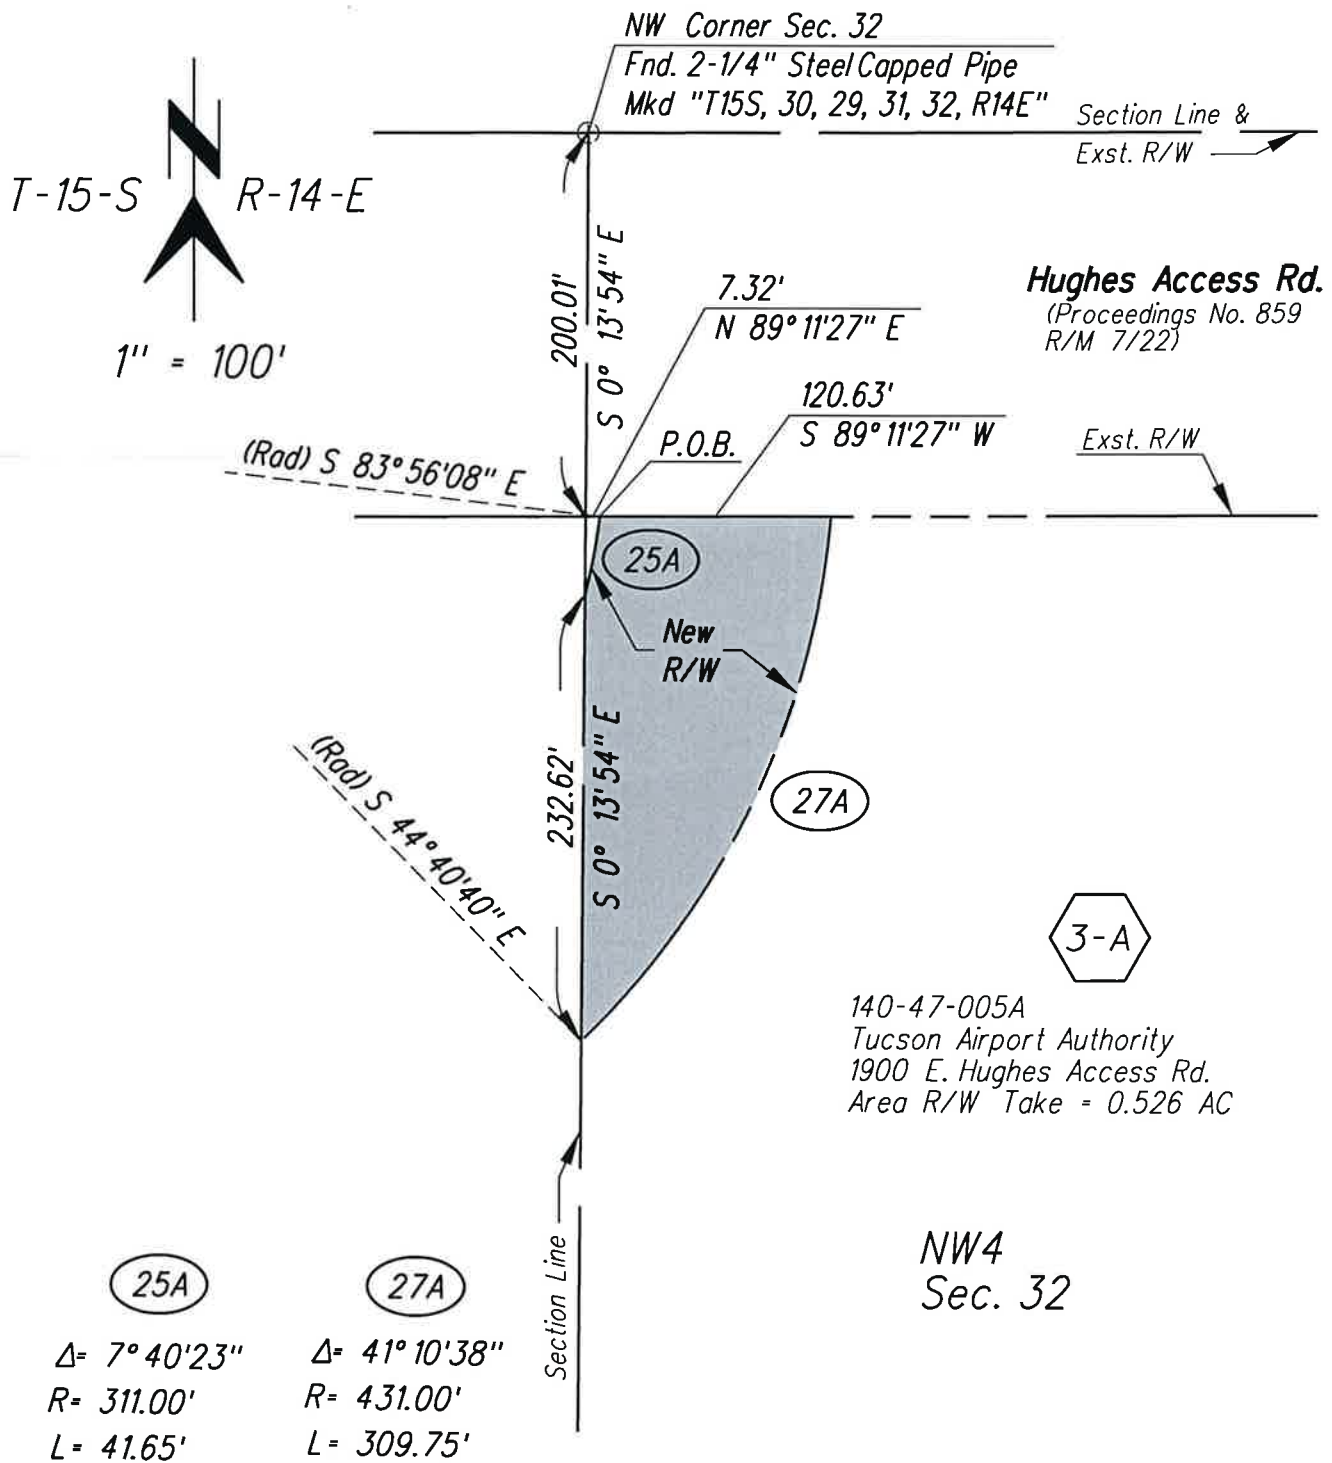 NW Corner Sec. 32
Fnd. 2-1/4" Steel Capped Pipe
Mkd "T15S, 30, 29, 31, 32, R14E"
Section Line &
Exst. R/W
N
T-15-S
R-14-E
1" = 100'
200.01'
S 0° 13'54" E
7.32'
N 89°11'27" E
Hughes Access Rd.
(Proceedings No. 859
R/M 7/22)
120.63'
S 89°11'27" W
P.O.B.
Exst. R/W
(Rad) S 83°56'08" E
25A
New
R/W
232.62'
S 0° 13'54" E
(Rad) S 44°40'40" E
27A
3-A
140-47-005A
Tucson Airport Authority
1900 E. Hughes Access Rd.
Area R/W Take = 0.526 AC
Section Line
NW4
Sec. 32
25A
Δ= 7°40'23"
R= 311.00'
L= 41.65'
27A
Δ= 41°10'38"
R= 431.00'
L= 309.75'